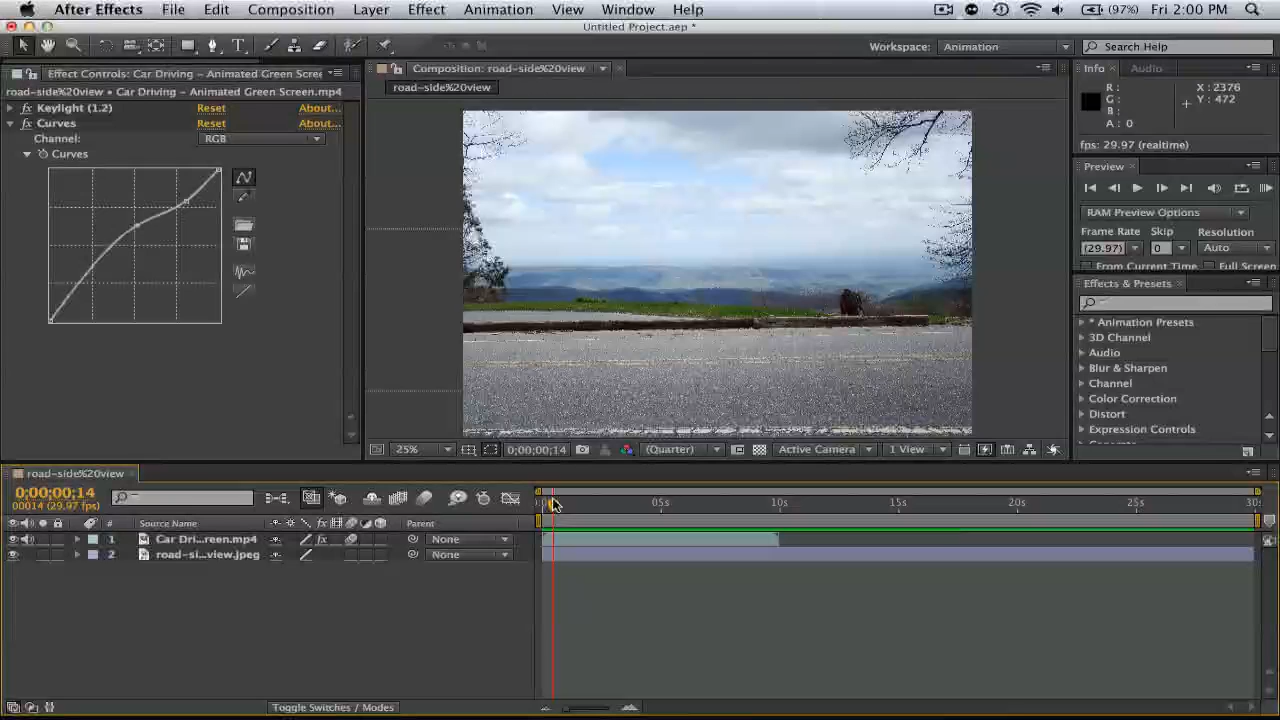 After Effects File Edit Composition Layer Effect Animation View Window Help (97%) Fri 2:00 PM
Untitled Project.aep *
Workspace: Animation Search Help
Effect Controls: Car Driving – Animated Green Scree Composition: road-side%20view Info Audio
road-side%20view • Car Driving – Animated Green Screen.mp4 road-side%20view
R: X: 2376
G: Y: 472
B:
A: 0
fx Keylight (1.2) Reset About...
fx Curves Reset About...
Channel: RGB
Curves
fps: 29.97 (realtime)
Preview
RAM Preview Options
Frame Rate Skip Resolution
(29.97) 0 Auto
From Current Time Full Screen
Effects & Presets
* Animation Presets
3D Channel
Audio
Blur & Sharpen
Channel
Color Correction
Distort
Expression Controls
25% 0;00;00;14 (Quarter) Active Camera 1 View
road-side%20view
0;00;00;14
00014 (29.97 fps)
05s 10s 15s 20s 25s 30s
# Source Name fx Parent
1 Car Dri...reen.mp4 fx None
2 road-si...view.jpeg None
Toggle Switches / Modes